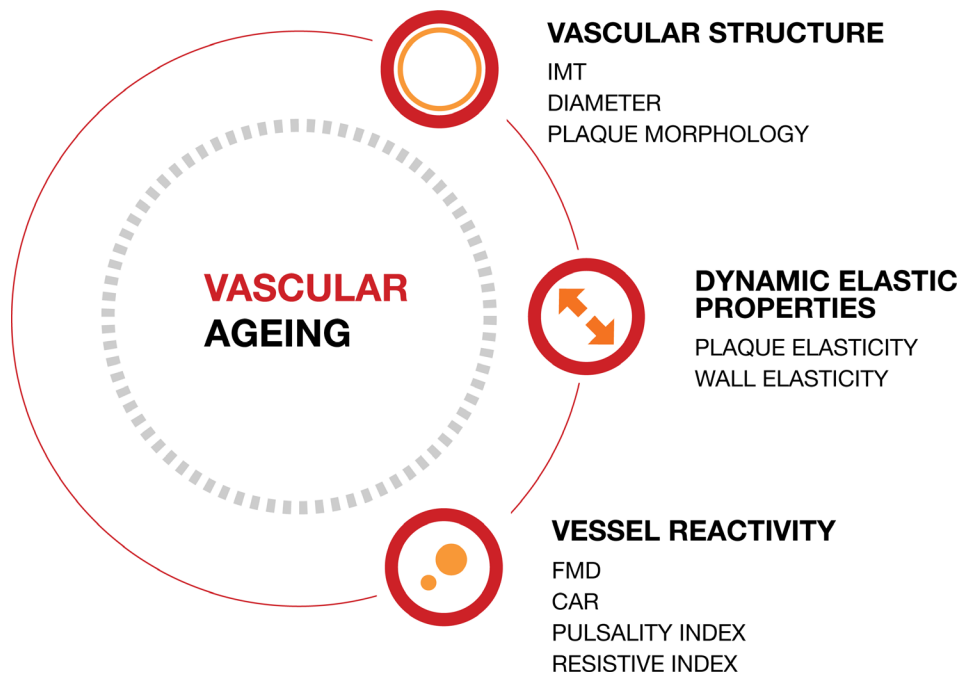 VASCULAR STRUCTURE
IMT
DIAMETER
PLAQUE MORPHOLOGY
VASCULAR
AGEING
DYNAMIC ELASTIC
PROPERTIES
PLAQUE ELASTICITY
WALL ELASTICITY
VESSEL REACTIVITY
FMD
CAR
PULSALITY INDEX
RESISTIVE INDEX